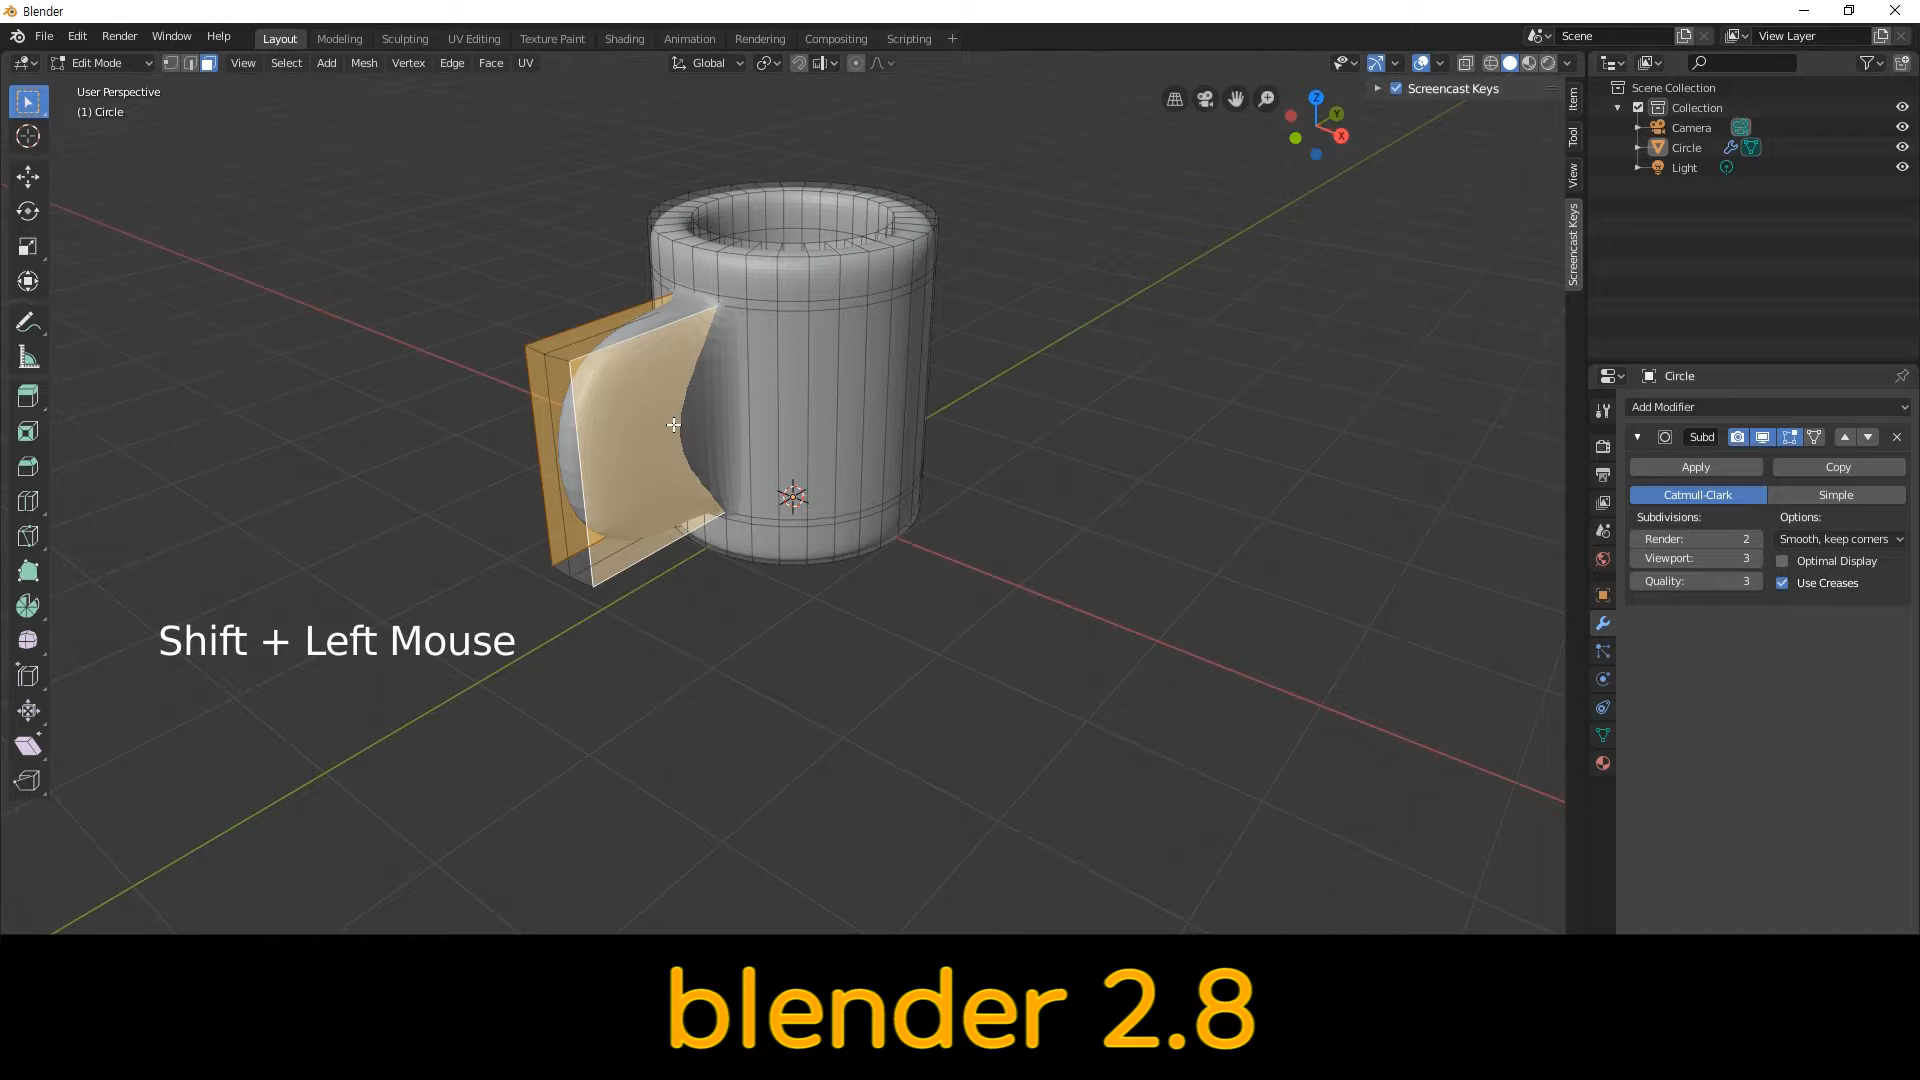 Blender
File Edit Render Window Help
Layout Modeling Sculpting UV Editing Texture Paint Shading Animation Rendering Compositing Scripting +
Scene
View Layer
Edit Mode
View Select Add Mesh Vertex Edge Face UV
Global
User Perspective
(1) Circle
Screencast Keys
Item
Tool
View
Screencast Keys
Z
Y
X
Scene Collection
Collection
Camera
Circle
Light
Circle
Add Modifier
Subd
Apply Copy
Catmull-Clark Simple
Subdivisions: Options:
Render: 2 Smooth, keep corners
Viewport: 3 Optimal Display
Quality: 3 Use Creases
Shift + Left Mouse
blender 2.8